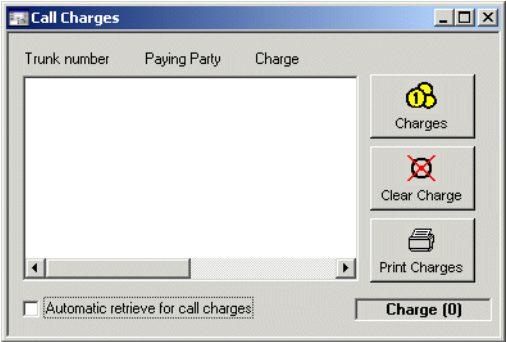 Call Charges
Trunk number Paying Party Charge
1
Charges
Clear Charge
Print Charges
Automatic retrieve for call charges
Charge (0)